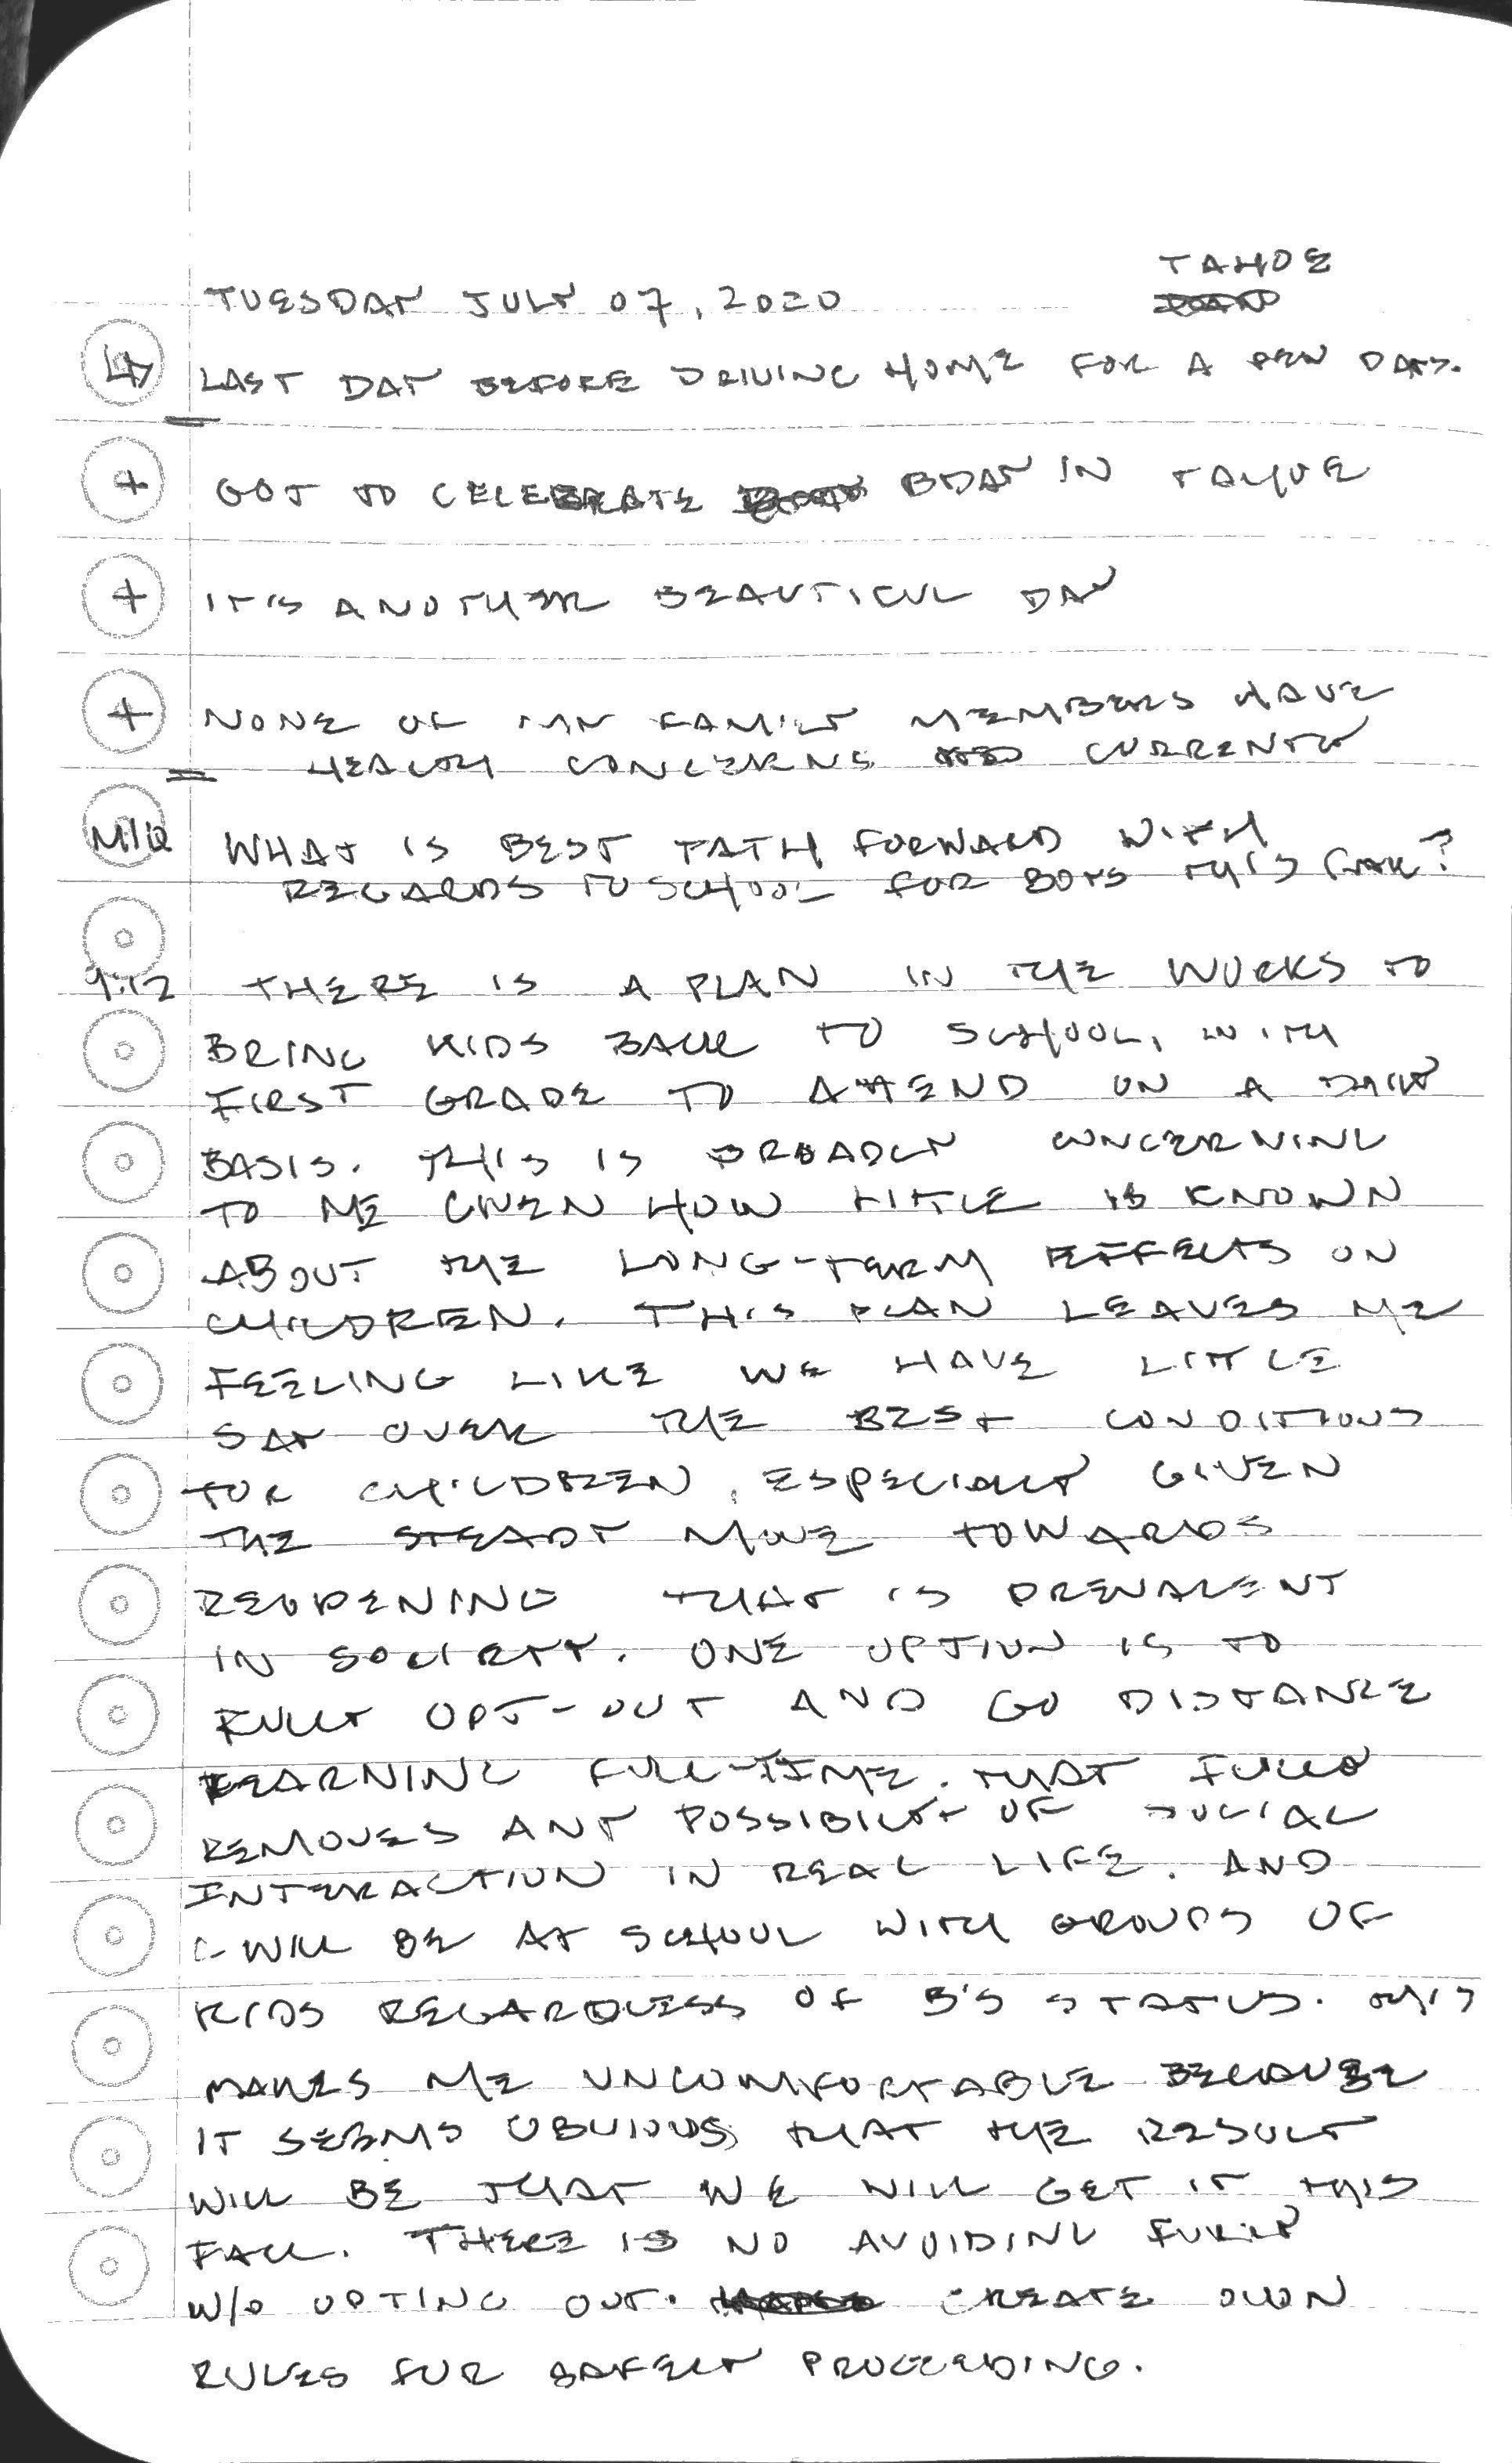 TAHOE
TUESDAY JULY 07, 2020
LD LAST DAY BEFORE DRIVING HOME FOR A FEW DAYS.
+ GOT TO CELEBRATE BDAY IN TAHOE
+ IT'S ANOTHER BEAUTIFUL DAY
+ NONE OF MY FAMILY MEMBERS HAVE
HEALTH CONCERNS CURRENTLY
M/Q WHAT IS BEST PATH FORWARD WITH
REGARDS TO SCHOOL FOR BOYS THIS YEAR?
9:12 THERE IS A PLAN IN THE WORKS TO
BRING KIDS BACK TO SCHOOL, WITH
FIRST GRADE TO ATTEND ON A DAILY
BASIS. THIS IS BROADLY CONCERNING
TO ME GIVEN HOW LITTLE IS KNOWN
ABOUT THE LONG-TERM EFFECTS ON
CHILDREN. THIS PLAN LEAVES ME
FEELING LIKE WE HAVE LITTLE
SAY OVER THE BEST CONDITIONS
FOR CHILDREN, ESPECIALLY GIVEN
THE STEADY MOVE TOWARDS
REOPENING THAT IS PREVALENT
IN SOCIETY. ONE OPTION IS TO
FULLY OPT-OUT AND GO DISTANCE
LEARNING FULL-TIME. THAT FULLY
REMOVES ANY POSSIBILITY OF SOCIAL
INTERACTION IN REAL LIFE. AND
C WILL BE AT SCHOOL WITH GROUPS OF
KIDS REGARDLESS OF B'S STATUS. THIS
MAKES ME UNCOMFORTABLE BECAUSE
IT SEEMS OBVIOUS THAT THE RESULT
WILL BE THAT WE WILL GET IT THIS
FALL. THERE IS NO AVOIDING FULLY
W/O OPTING OUT. CREATE OWN
RULES FOR SAFELY PROCEEDING.